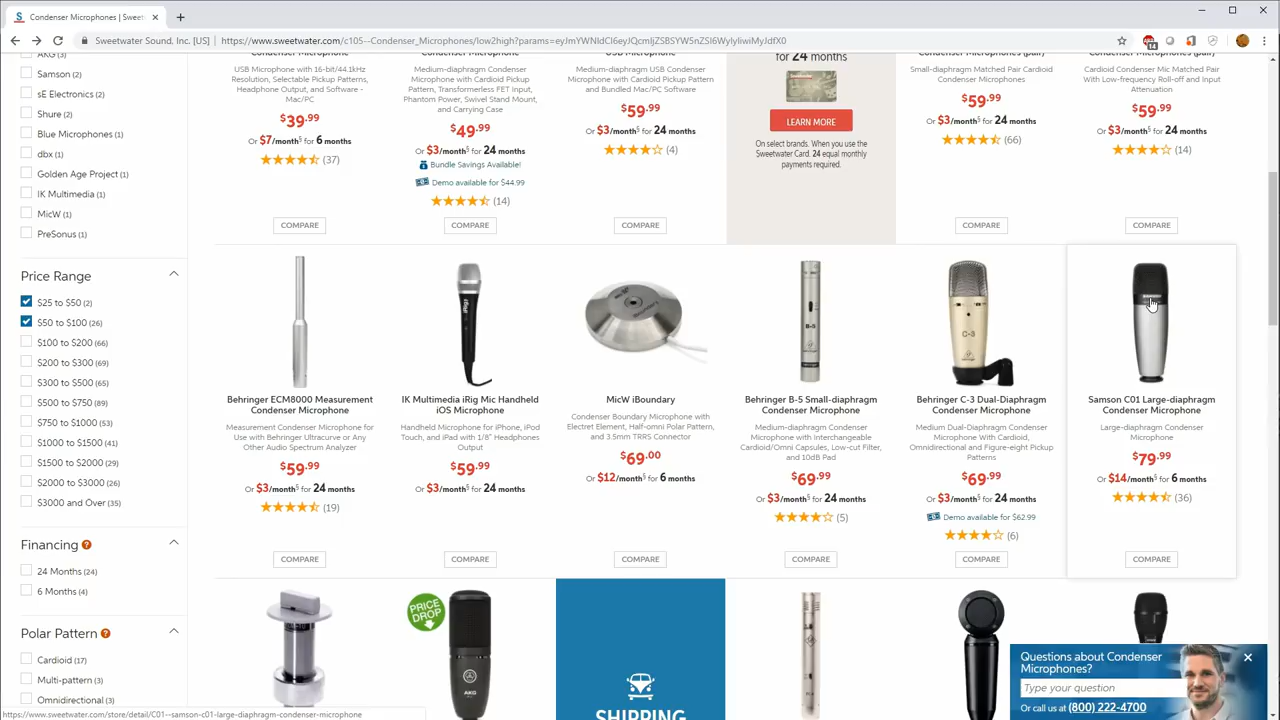 Condenser Microphones | Sweet
Sweetwater Sound, Inc. [US] | https://www.sweetwater.com/c105--Condenser_Microphones/low2high?params=eyJmYWNldCI6eyJQcmljZSBSYW5nZSI6WyIyIiwiMyJdfX0
14
AKG (3)
Samson (2)
sE Electronics (2)
Shure (2)
Blue Microphones (1)
dbx (1)
Golden Age Project (1)
IK Multimedia (1)
MicW (1)
PreSonus (1)
Price Range
$25 to $50 (2)
$50 to $100 (26)
$100 to $200 (66)
$200 to $300 (69)
$300 to $500 (65)
$500 to $750 (89)
$750 to $1000 (53)
$1000 to $1500 (41)
$1500 to $2000 (29)
$2000 to $3000 (26)
$3000 and Over (35)
Financing ?
24 Months (24)
6 Months (4)
Polar Pattern ?
Cardioid (17)
Multi-pattern (3)
Omnidirectional (3)
Condenser Microphone
USB Microphone with 16-bit/44.1kHz
Resolution, Selectable Pickup Patterns,
Headphone Output, and Software -
Mac/PC
$39.99
Or $7/month§ for 6 months
(37)
COMPARE
Condenser Microphone
Medium-diaphragm Condenser
Microphone with Cardioid Pickup
Pattern, Transformerless FET Input,
Phantom Power, Swivel Stand Mount,
and Carrying Case
$49.99
Or $3/month§ for 24 months
Bundle Savings Available!
Demo available for $44.99
(14)
COMPARE
USB Microphone
Medium-diaphragm USB Condenser
Microphone with Cardioid Pickup Pattern
and Bundled Mac/PC Software
$59.99
Or $3/month§ for 24 months
(4)
COMPARE
for 24 months
LEARN MORE
On select brands. When you use the
Sweetwater Card. 24 equal monthly
payments required.
Condenser Microphones (pair)
Small-diaphragm Matched Pair Cardioid
Condenser Microphones
$59.99
Or $3/month§ for 24 months
(66)
COMPARE
Condenser Microphones (pair)
Cardioid Condenser Mic Matched Pair
With Low-frequency Roll-off and Input
Attenuation
$59.99
Or $3/month§ for 24 months
(14)
COMPARE
iRig
B-5
C-3
Behringer ECM8000 Measurement
Condenser Microphone
Measurement Condenser Microphone for
Use with Behringer Ultracurve or Any
Other Audio Spectrum Analyzer
$59.99
Or $3/month§ for 24 months
(19)
COMPARE
IK Multimedia iRig Mic Handheld
iOS Microphone
Handheld Microphone for iPhone, iPod
Touch, and iPad with 1/8" Headphones
Output
$59.99
Or $3/month§ for 24 months
COMPARE
MicW iBoundary
Condenser Boundary Microphone with
Electret Element, Half-omni Polar Pattern,
and 3.5mm TRRS Connector
$69.00
Or $12/month§ for 6 months
COMPARE
Behringer B-5 Small-diaphragm
Condenser Microphone
Medium-diaphragm Condenser
Microphone with Interchangeable
Cardioid/Omni Capsules, Low-cut Filter,
and 10dB Pad
$69.99
Or $3/month§ for 24 months
(5)
COMPARE
Behringer C-3 Dual-Diaphragm
Condenser Microphone
Medium Dual-Diaphragm Condenser
Microphone With Cardioid,
Omnidirectional and Figure-eight Pickup
Patterns
$69.99
Or $3/month§ for 24 months
Demo available for $62.99
(6)
COMPARE
Samson C01 Large-diaphragm
Condenser Microphone
Large-diaphragm Condenser
Microphone
$79.99
Or $14/month§ for 6 months
(36)
COMPARE
PRICE
DROP
AKG
SHIPPING
Questions about Condenser
Microphones?
Type your question
Or call us at (800) 222-4700
https://www.sweetwater.com/store/detail/C01--samson-c01-large-diaphragm-condenser-microphone